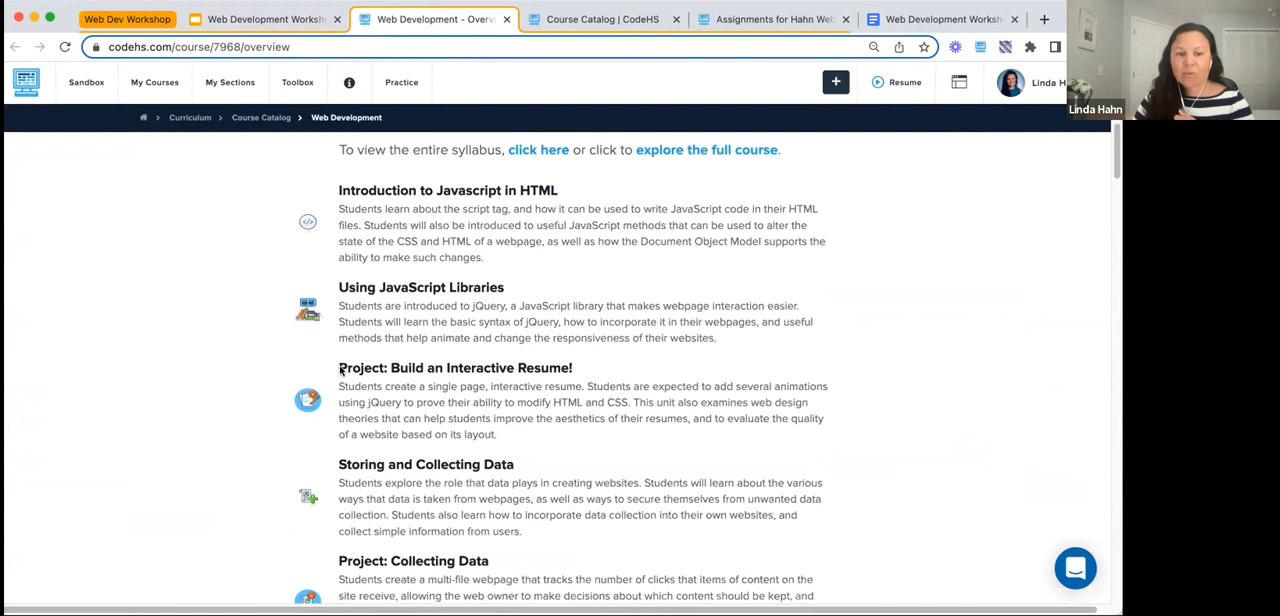 Web Dev Workshop
Web Development Worksh
Web Development - Overv
Course Catalog | CodeHS
Assignments for Hahn Web
Web Development Worksh
codehs.com/course/7968/overview
Sandbox
My Courses
My Sections
Toolbox
Practice
Resume
Linda H
Linda Hahn
Curriculum > Course Catalog > Web Development
To view the entire syllabus, click here or click to explore the full course.
Introduction to Javascript in HTML
Students learn about the script tag, and how it can be used to write JavaScript code in their HTML
files. Students will also be introduced to useful JavaScript methods that can be used to alter the
state of the CSS and HTML of a webpage, as well as how the Document Object Model supports the
ability to make such changes.
Using JavaScript Libraries
Students are introduced to jQuery, a JavaScript library that makes webpage interaction easier.
Students will learn the basic syntax of jQuery, how to incorporate it in their webpages, and useful
methods that help animate and change the responsiveness of their websites.
Project: Build an Interactive Resume!
Students create a single page, interactive resume. Students are expected to add several animations
using jQuery to prove their ability to modify HTML and CSS. This unit also examines web design
theories that can help students improve the aesthetics of their resumes, and to evaluate the quality
of a website based on its layout.
Storing and Collecting Data
Students explore the role that data plays in creating websites. Students will learn about the various
ways that data is taken from webpages, as well as ways to secure themselves from unwanted data
collection. Students also learn how to incorporate data collection into their own websites, and
collect simple information from users.
Project: Collecting Data
Students create a multi-file webpage that tracks the number of clicks that items of content on the
site receive, allowing the web owner to make decisions about which content should be kept, and